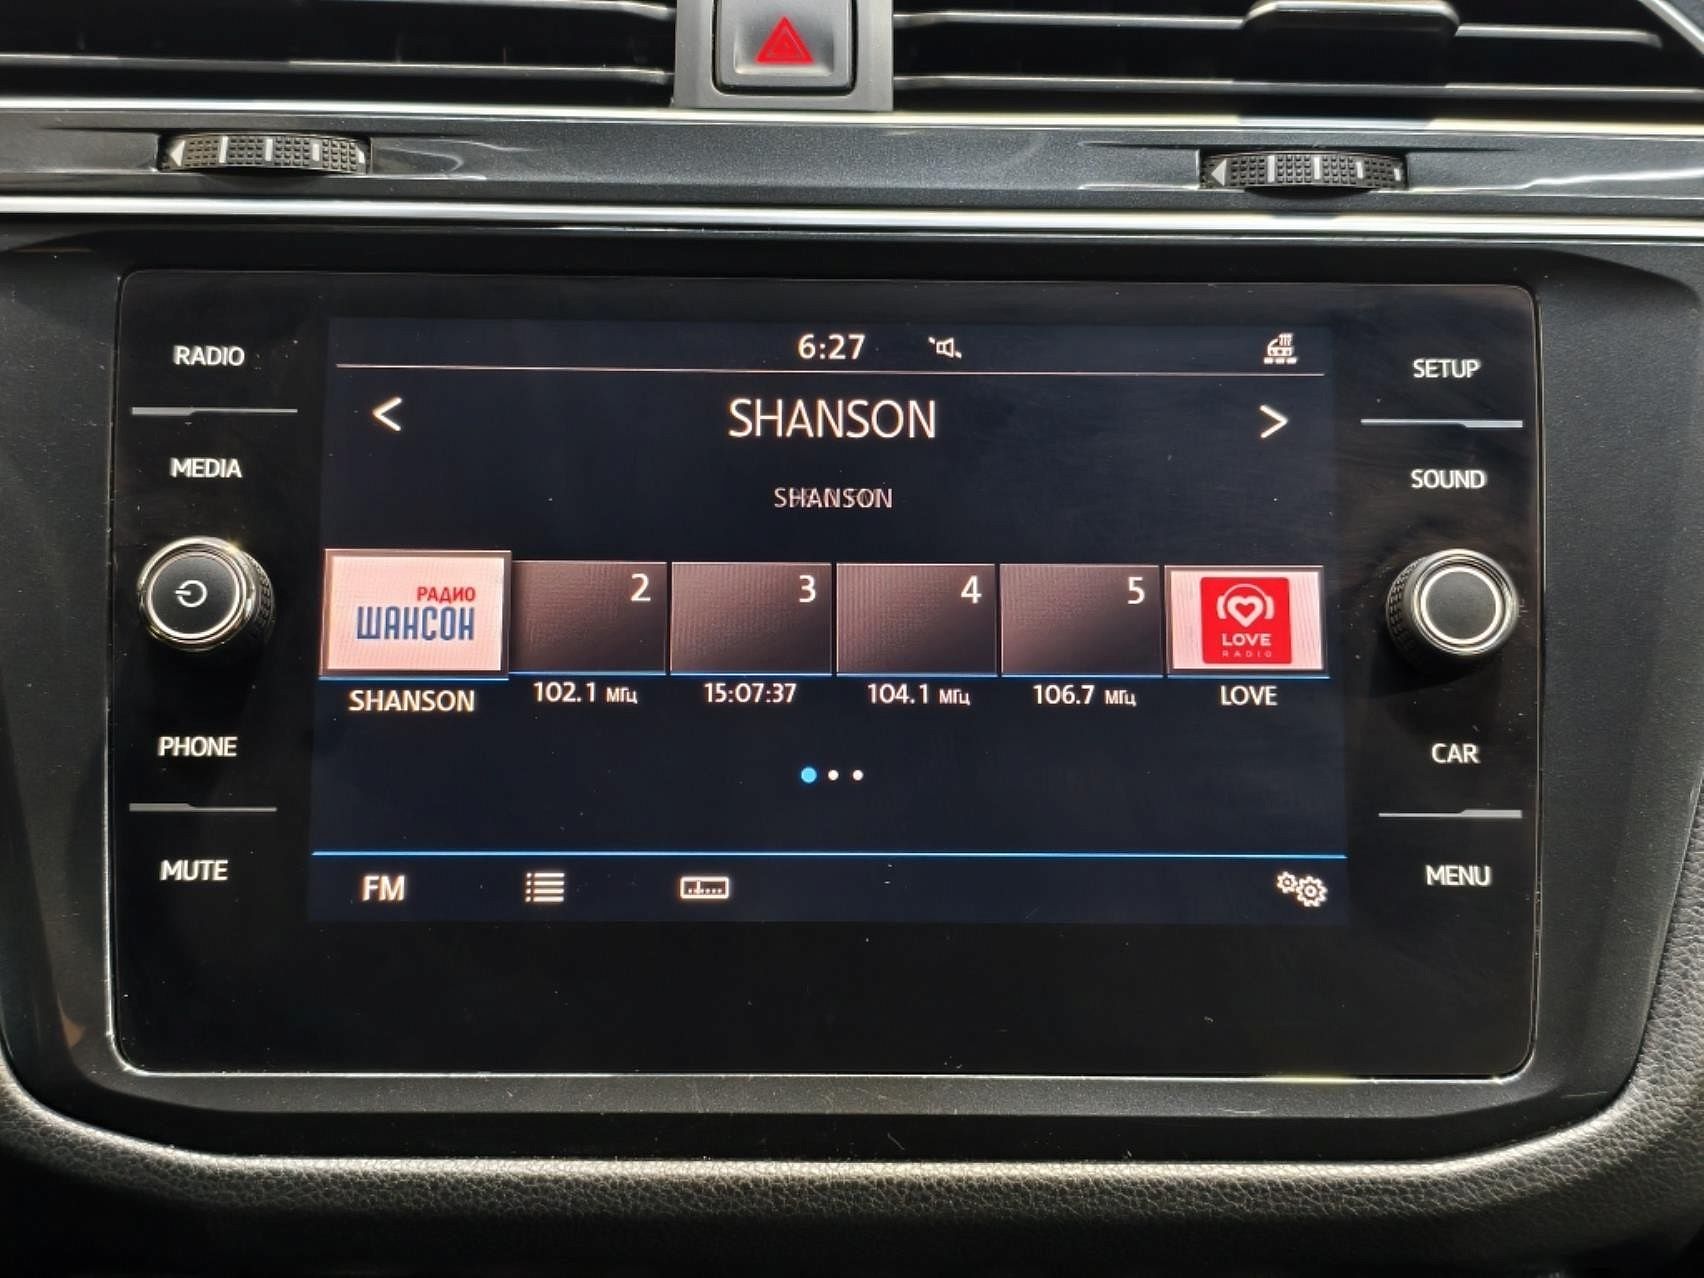 6:27
RADIO
SETUP
< SHANSON >
MEDIA
SOUND
SHANSON
РАДИО
ШАНСОН
2
3
4
5
LOVE
RADIO
SHANSON
102.1 МГц
15:07:37
104.1 МГц
106.7 МГц
LOVE
PHONE
CAR
MUTE
MENU
FM